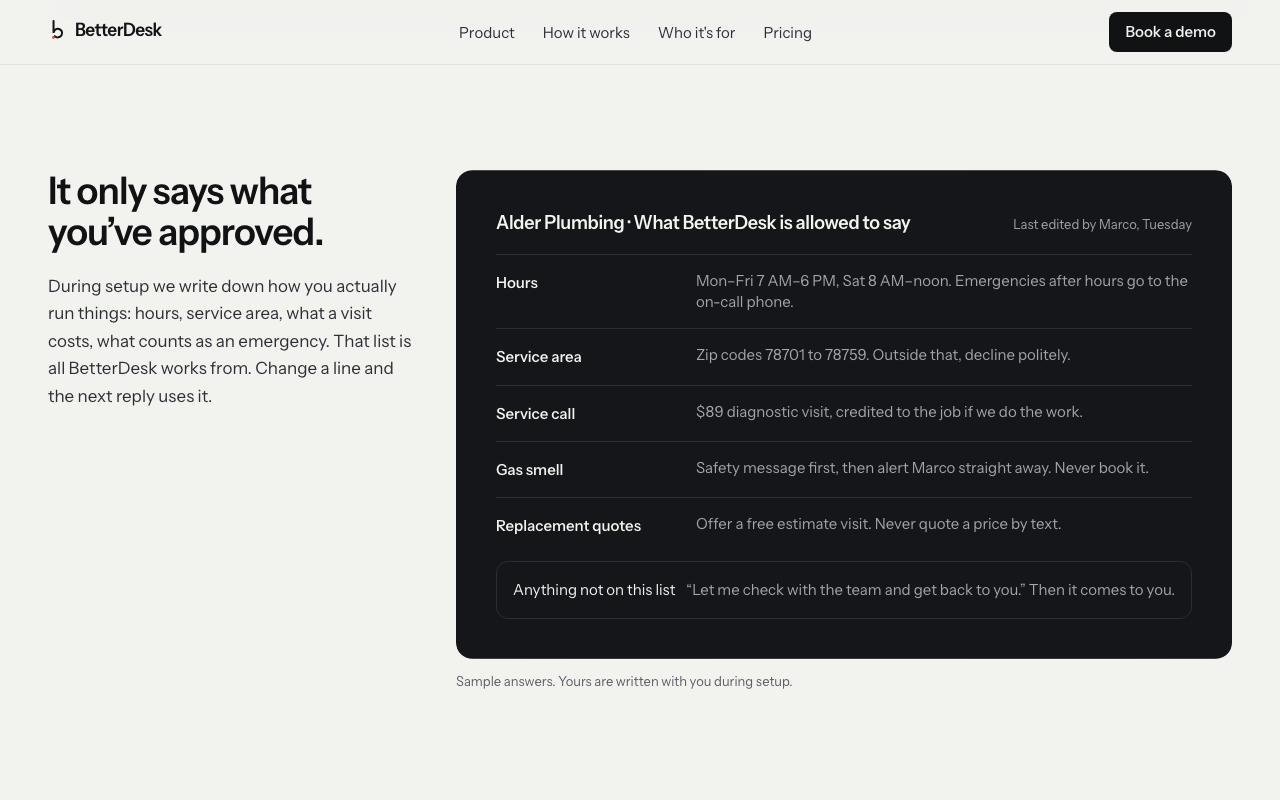 BetterDesk
Product
How it works
Who it's for
Pricing
Book a demo
It only says what
you’ve approved.
During setup we write down how you actually
run things: hours, service area, what a visit
costs, what counts as an emergency. That list is
all BetterDesk works from. Change a line and
the next reply uses it.
Alder Plumbing · What BetterDesk is allowed to say
Last edited by Marco, Tuesday
Hours
Mon–Fri 7 AM–6 PM, Sat 8 AM–noon. Emergencies after hours go to the
on-call phone.
Service area
Zip codes 78701 to 78759. Outside that, decline politely.
Service call
$89 diagnostic visit, credited to the job if we do the work.
Gas smell
Safety message first, then alert Marco straight away. Never book it.
Replacement quotes
Offer a free estimate visit. Never quote a price by text.
Anything not on this list “Let me check with the team and get back to you.” Then it comes to you.
Sample answers. Yours are written with you during setup.